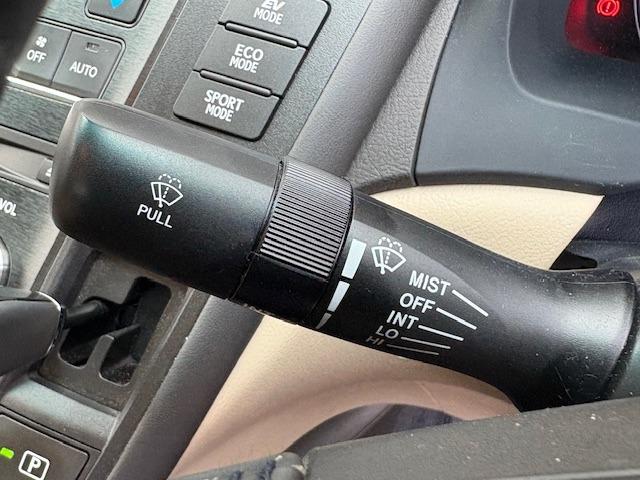 EV
MODE
ECO
MODE
SPORT
MODE
OFF
AUTO
VOL
PULL
MIST
OFF
INT
LO
HI
P